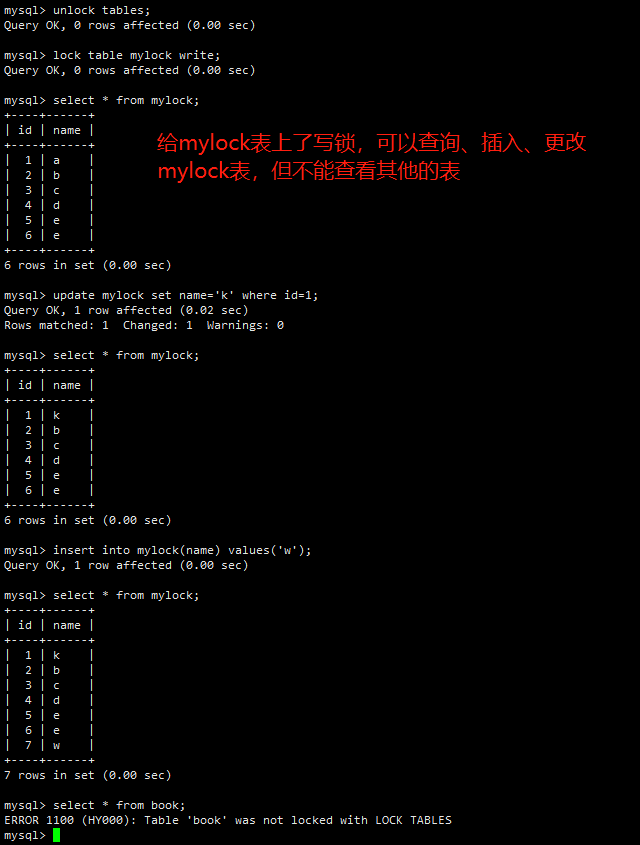 mysql> unlock tables;
Query OK, 0 rows affected (0.00 sec)
mysql> lock table mylock write;
Query OK, 0 rows affected (0.00 sec)
mysql> select * from mylock;
+----+------+
| id | name |
+----+------+
|  1 | a    |
|  2 | b    |
|  3 | c    |
|  4 | d    |
|  5 | e    |
|  6 | e    |
+----+------+
给mylock表上了写锁，可以查询、插入、更改
mylock表，但不能查看其他的表
6 rows in set (0.00 sec)
mysql> update mylock set name='k' where id=1;
Query OK, 1 row affected (0.02 sec)
Rows matched: 1  Changed: 1  Warnings: 0
mysql> select * from mylock;
+----+------+
| id | name |
+----+------+
|  1 | k    |
|  2 | b    |
|  3 | c    |
|  4 | d    |
|  5 | e    |
|  6 | e    |
+----+------+
6 rows in set (0.00 sec)
mysql> insert into mylock(name) values('w');
Query OK, 1 row affected (0.00 sec)
mysql> select * from mylock;
+----+------+
| id | name |
+----+------+
|  1 | k    |
|  2 | b    |
|  3 | c    |
|  4 | d    |
|  5 | e    |
|  6 | e    |
|  7 | w    |
+----+------+
7 rows in set (0.00 sec)
mysql> select * from book;
ERROR 1100 (HY000): Table 'book' was not locked with LOCK TABLES
mysql>